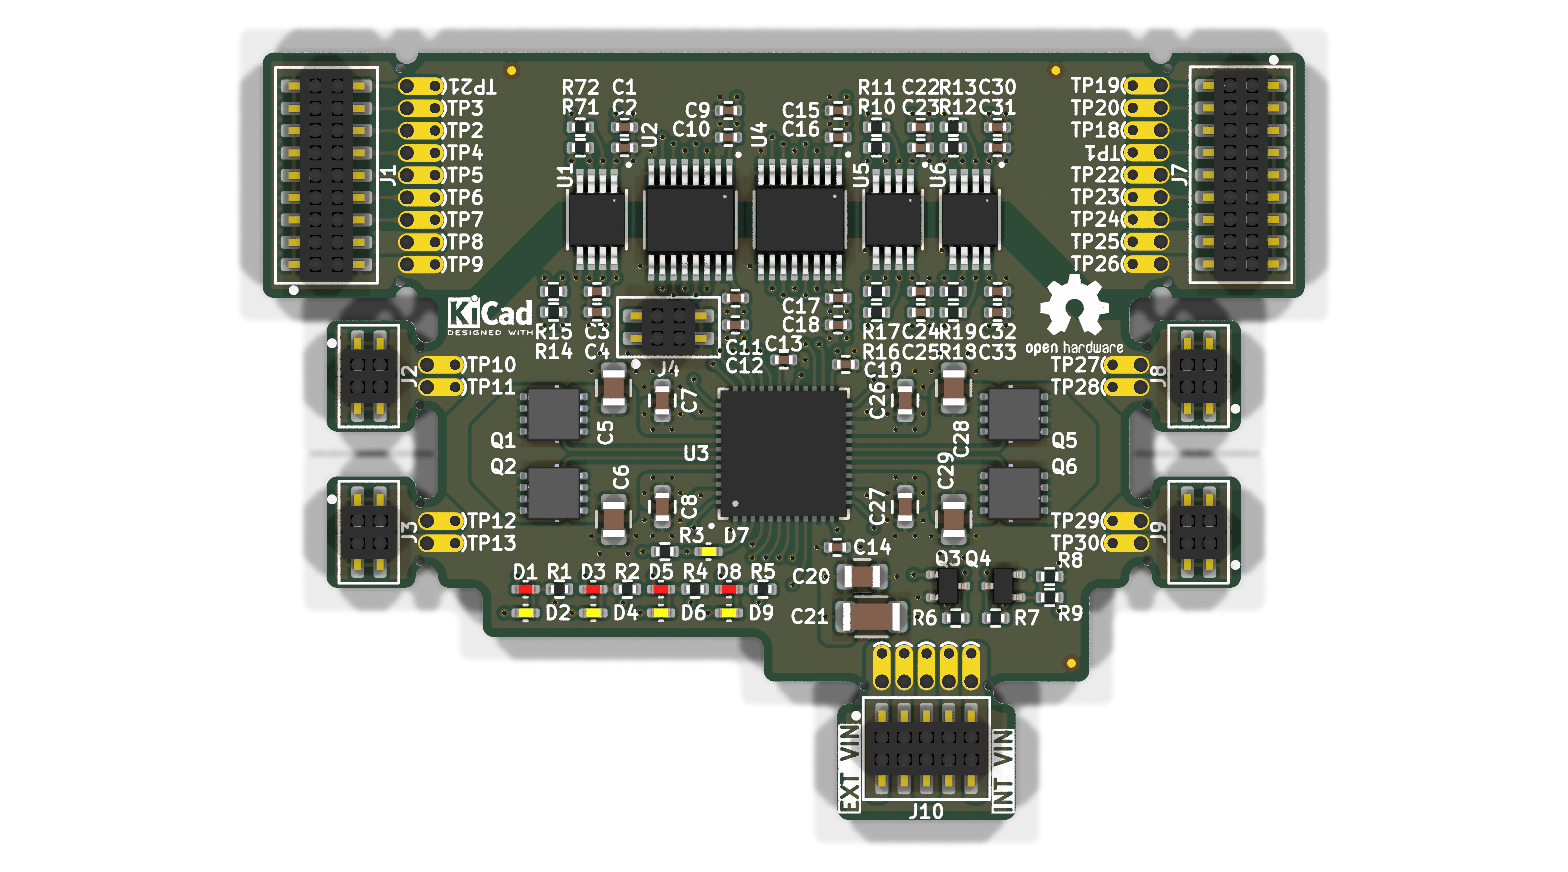 R72 C1
R71 C2
U2
C9
C10
U4
C15
C16
R11 C22 R13 C30
R10 C23 R12 C31
TP21
TP3
TP2
TP4
TP5
TP6
TP7
TP8
TP9
J1
U1
U5
U6
TP19
TP20
TP18
TP1
TP22
TP23
TP24
TP25
TP26
J7
KiCad
DESIGNED WITH
R15 C3
R14 C4
J4
C11
C12
C13
C17
C18
C19
R17 C24 R19 C32
R16 C25 R18 C33
open hardware
J2
TP10
TP11
TP27
TP28
J8
Q1
Q2
C5
C6
C7
C8
U3
C26
C27
C28
C29
Q5
Q6
J3
TP12
TP13
TP29
TP30
J9
R3 D7
D1 R1 D3 R2 D5 R4 D8 R5
D2 D4 D6 D9
C14
C20
C21
Q3 Q4
R8
R6 R7 R9
EXT VIN
INT VIN
J10